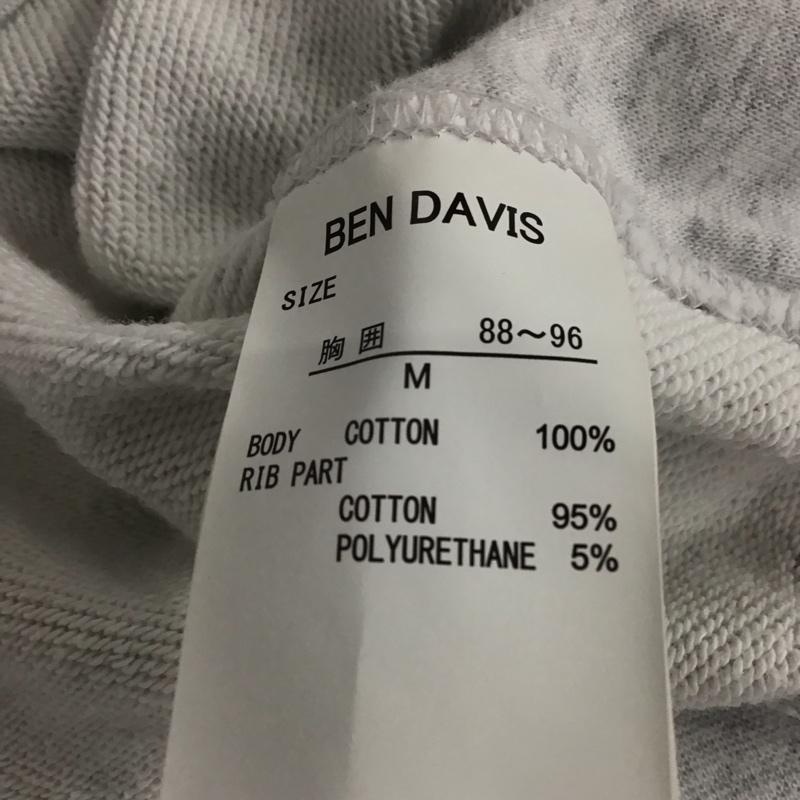 BEN DAVIS
SIZE
胸囲 88〜96
M
BODY COTTON 100%
RIB PART
COTTON 95%
POLYURETHANE 5%